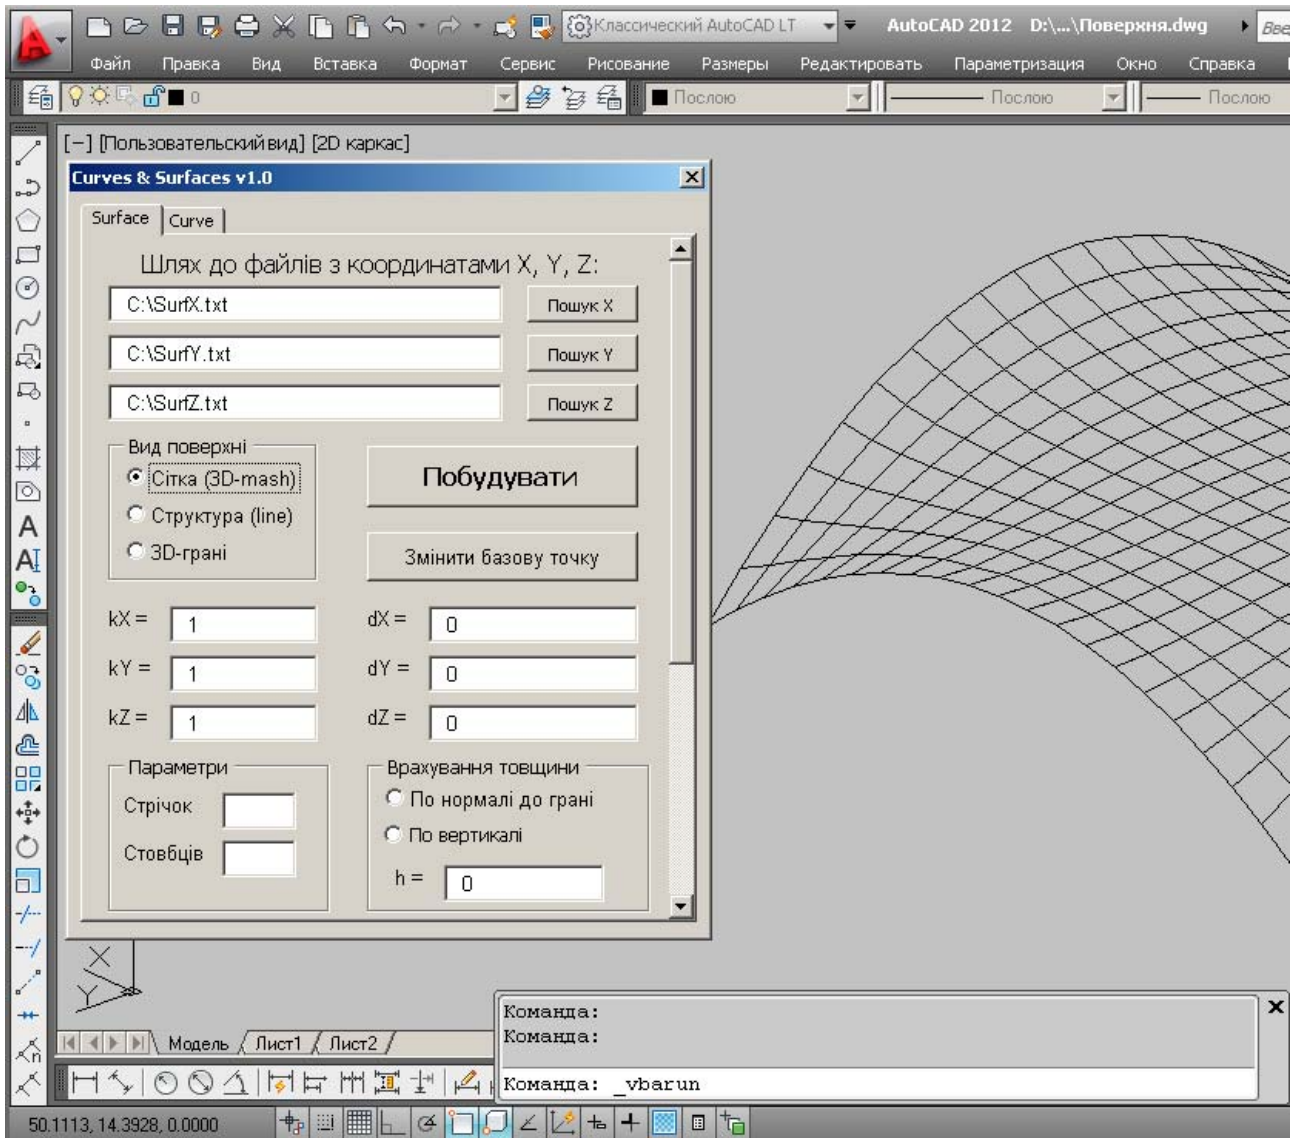 Классический AutoCAD LT AutoCAD 2012 D:\...\Поверхня.dwg Вве
Файл Правка Вид Вставка Формат Сервис Рисование Размеры Редактировать Параметризация Окно Справка
0 Послою Послою Послою
[−] [Пользовательский вид] [2D каркас]
Curves & Surfaces v1.0
Surface Curve
Шлях до файлів з координатами X, Y, Z:
C:\SurfX.txt Пошук X
C:\SurfY.txt Пошук Y
C:\SurfZ.txt Пошук Z
Вид поверхні
Сітка (3D-mash)
Структура (line)
3D-грані
Побудувати
Змінити базову точку
kX = 1 dX = 0
kY = 1 dY = 0
kZ = 1 dZ = 0
Параметри
Стрічок
Стовбців
Врахування товщини
По нормалі до грані
По вертикалі
h = 0
X
Y
Модель Лист1 Лист2
Команда:
Команда:
Команда: _vbarun
50.1113, 14.3928, 0.0000